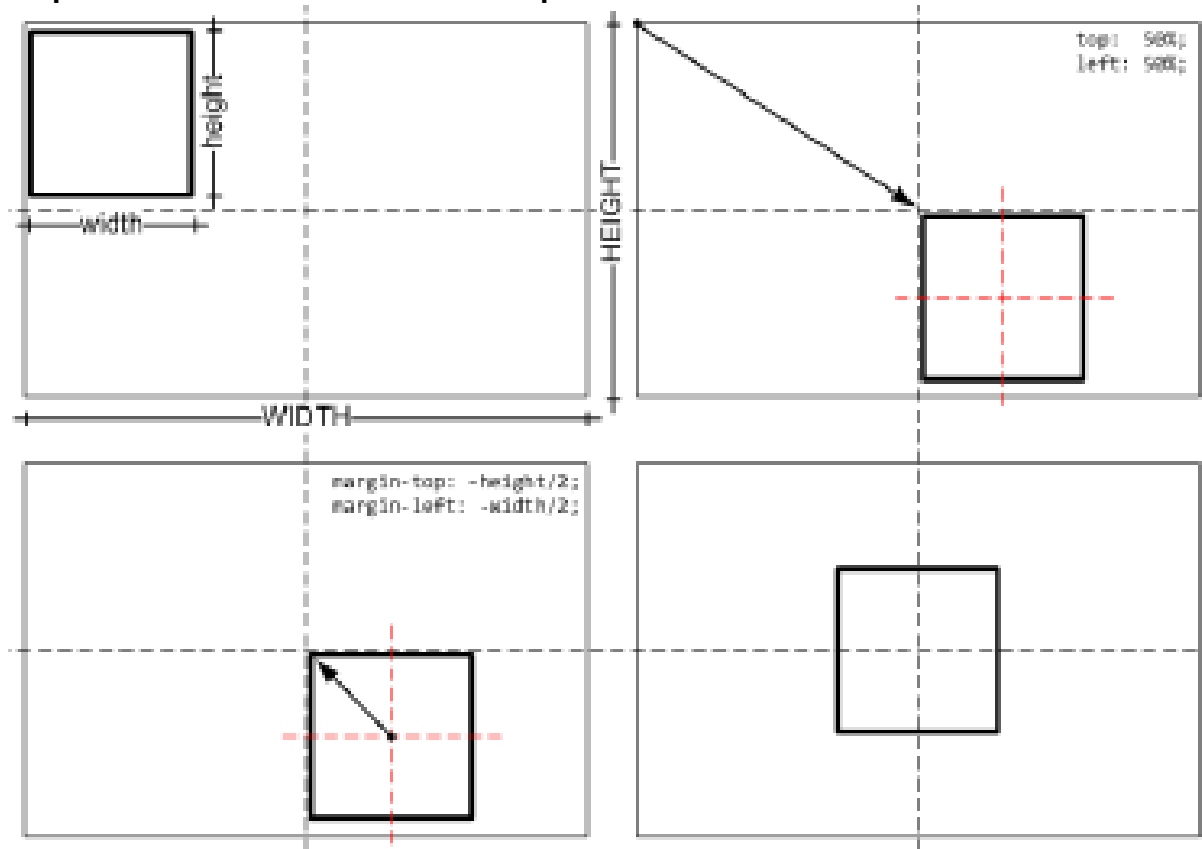 height
width
WIDTH
HEIGHT
top:  50%;
left: 50%;
margin-top: -height/2;
margin-left: -width/2;